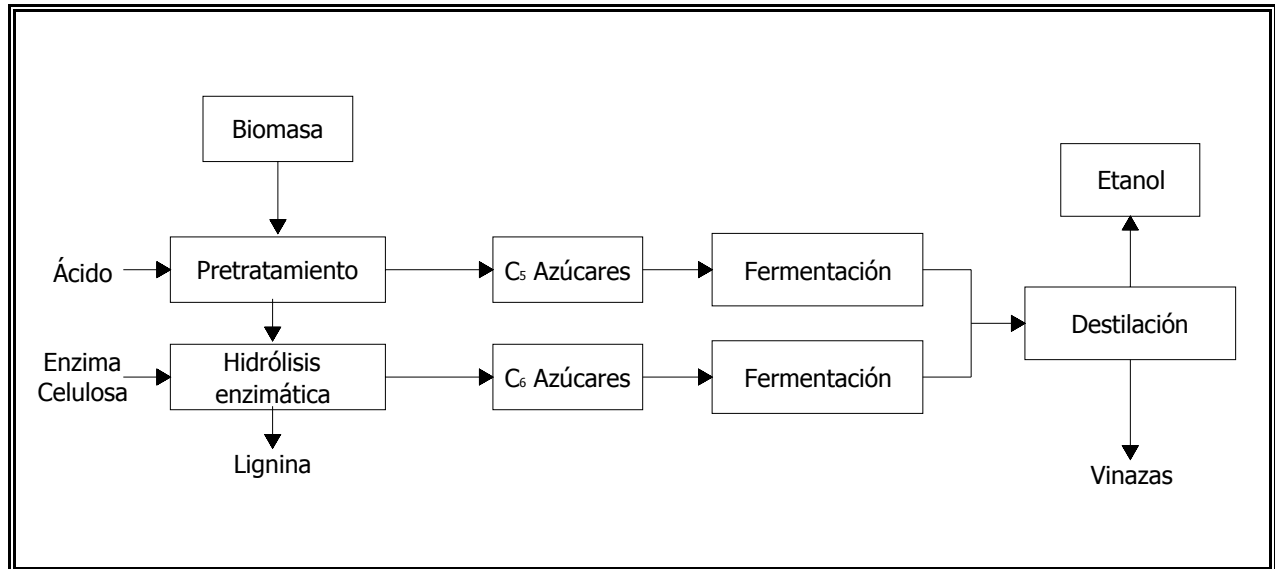 Biomasa
Etanol
Ácido
Pretratamiento
C₅ Azúcares
Fermentación
Destilación
Enzima
Celulosa
Hidrólisis
enzimática
C₆ Azúcares
Fermentación
Lignina
Vinazas